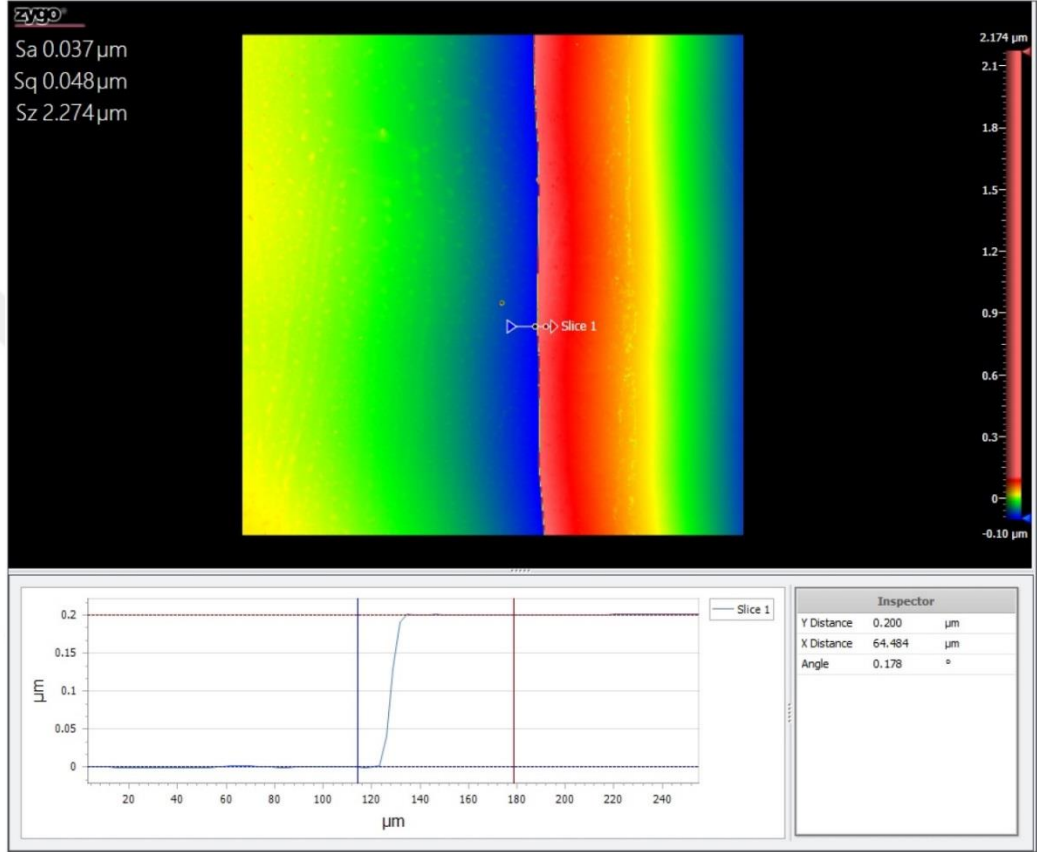 zygo®
Sa 0.037 µm
Sq 0.048 µm
Sz 2.274 µm
2.174 µm
2.1
1.8
1.5
1.2
0.9
0.6
0.3
0
-0.10 µm
Slice 1
µm
0.2
0.15
0.1
0.05
0
20 40 60 80 100 120 140 160 180 200 220 240
µm
Slice 1
Inspector
Y Distance 0.200 µm
X Distance 64.484 µm
Angle 0.178 °